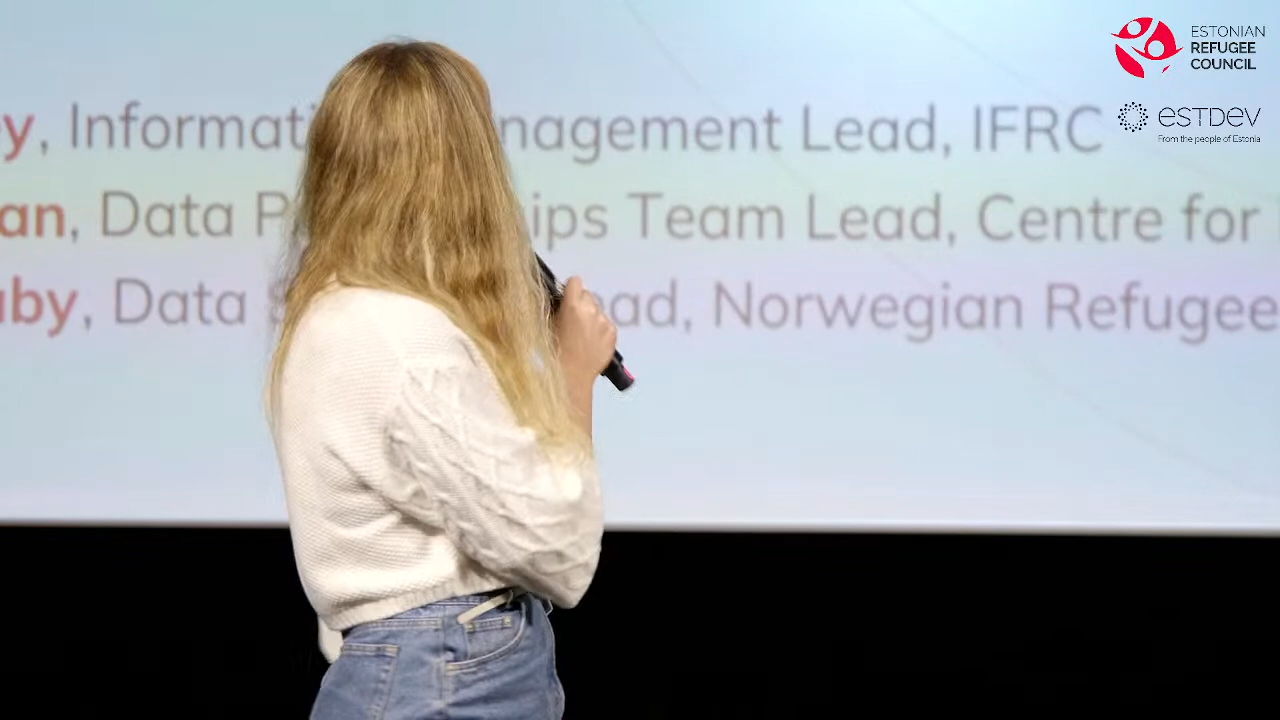 y, Informati nagement Lead, IFRC
an, Data P ips Team Lead, Centre for
by, Data ad, Norwegian Refugee
ESTONIAN
REFUGEE
COUNCIL
estdev
From the people of Estonia